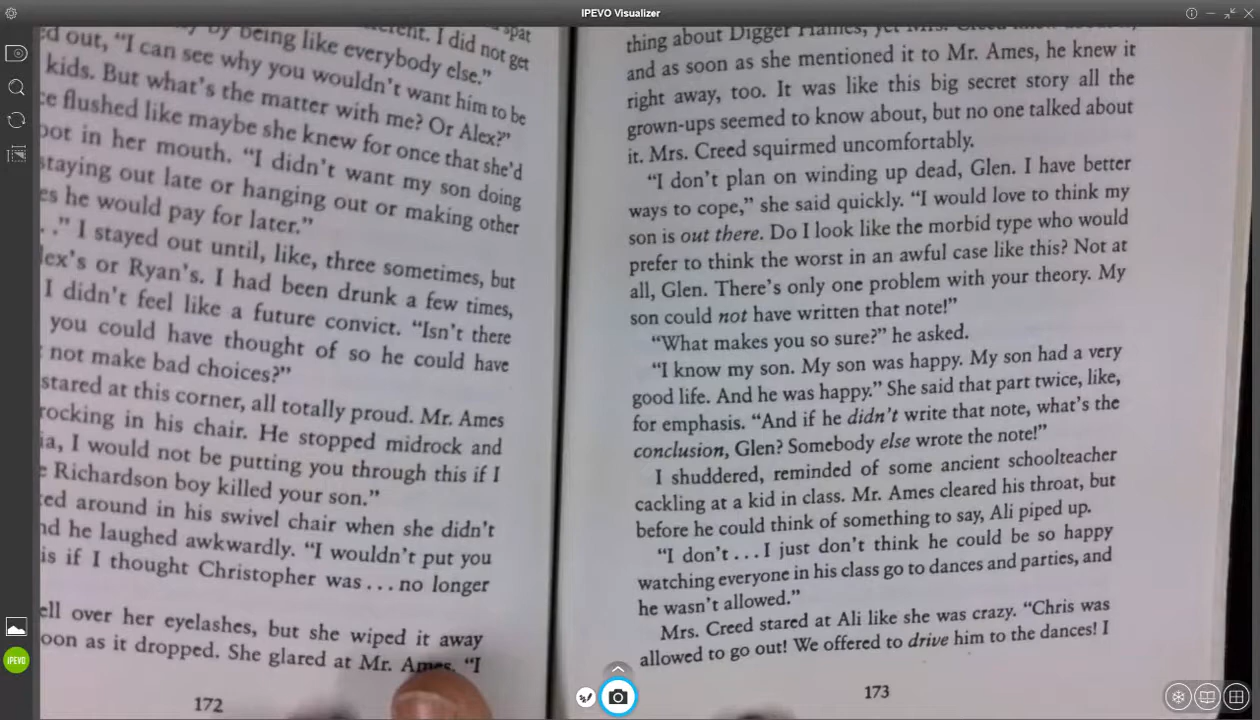 IPEVO Visualizer
spat
by being like everybody else.”
I did not get
ed out, “I can see why you wouldn't want him to be
kids. But what's the matter with me? Or Alex?”
ce flushed like maybe she knew for once that she'd
oot in her mouth. “I didn't want my son doing
staying out late or hanging out or making other
es he would pay for later.”
. .” I stayed out until, like, three sometimes, but
lex's or Ryan's. I had been drunk a few times,
I didn't feel like a future convict. “Isn't there
you could have thought of so he could have
not make bad choices?”
stared at this corner, all totally proud. Mr. Ames
rocking in his chair. He stopped midrock and
ia, I would not be putting you through this if I
e Richardson boy killed your son.”
ed around in his swivel chair when she didn't
nd he laughed awkwardly. “I wouldn't put you
is if I thought Christopher was . . . no longer
ell over her eyelashes, but she wiped it away
oon as it dropped. She glared at Mr. Ames. “I
172
thing about Digger Haines, yet Mrs. Creed
and as soon as she mentioned it to Mr. Ames, he knew it
right away, too. It was like this big secret story all the
grown-ups seemed to know about, but no one talked about
it. Mrs. Creed squirmed uncomfortably.
“I don't plan on winding up dead, Glen. I have better
ways to cope,” she said quickly. “I would love to think my
son is out there. Do I look like the morbid type who would
prefer to think the worst in an awful case like this? Not at
all, Glen. There's only one problem with your theory. My
son could not have written that note!”
“What makes you so sure?” he asked.
“I know my son. My son was happy. My son had a very
good life. And he was happy.” She said that part twice, like,
for emphasis. “And if he didn't write that note, what's the
conclusion, Glen? Somebody else wrote the note!”
I shuddered, reminded of some ancient schoolteacher
cackling at a kid in class. Mr. Ames cleared his throat, but
before he could think of something to say, Ali piped up.
“I don't . . . I just don't think he could be so happy
watching everyone in his class go to dances and parties, and
he wasn't allowed.”
Mrs. Creed stared at Ali like she was crazy. “Chris was
allowed to go out! We offered to drive him to the dances! I
173
IPEVO